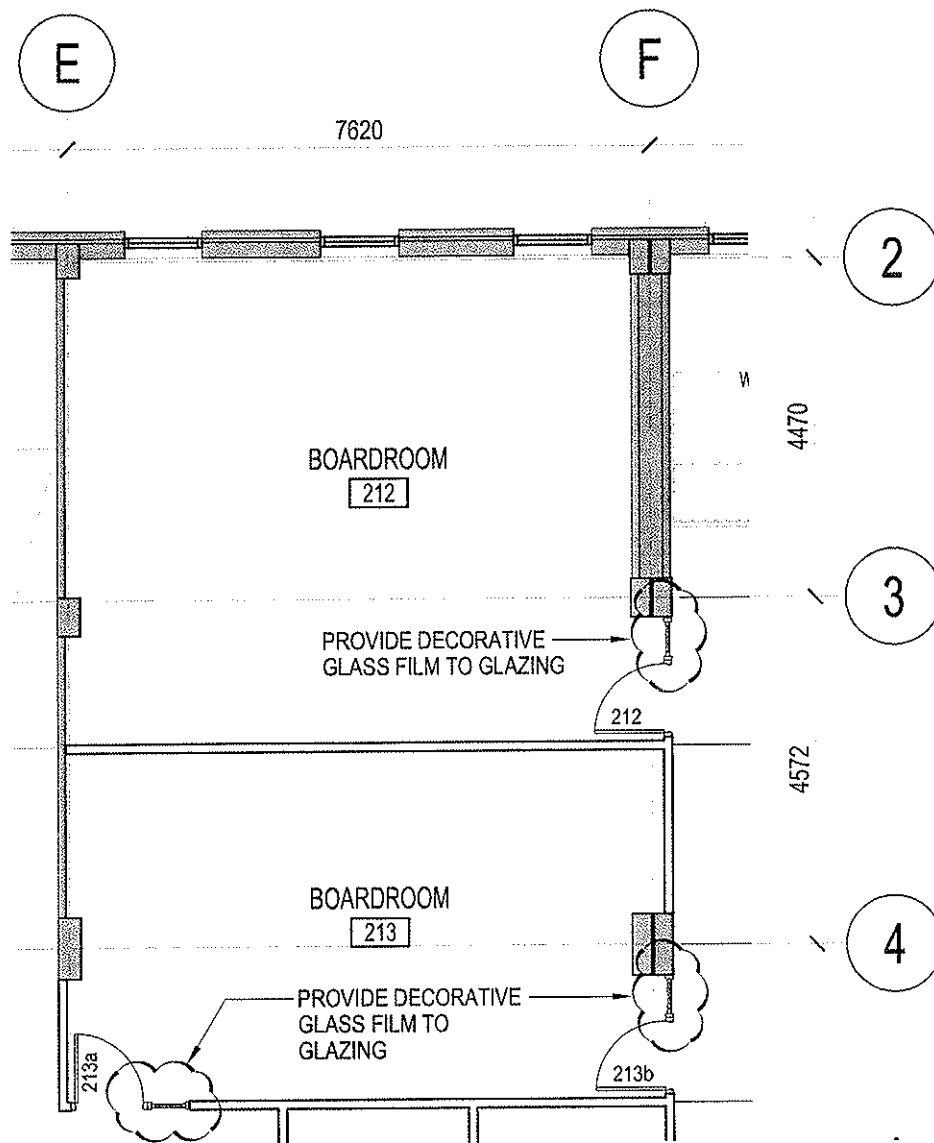 E
F
7620
2
W
4470
BOARDROOM
212
3
PROVIDE DECORATIVE
GLASS FILM TO GLAZING
212
4572
BOARDROOM
213
4
PROVIDE DECORATIVE
GLASS FILM TO
GLAZING
213a
213b